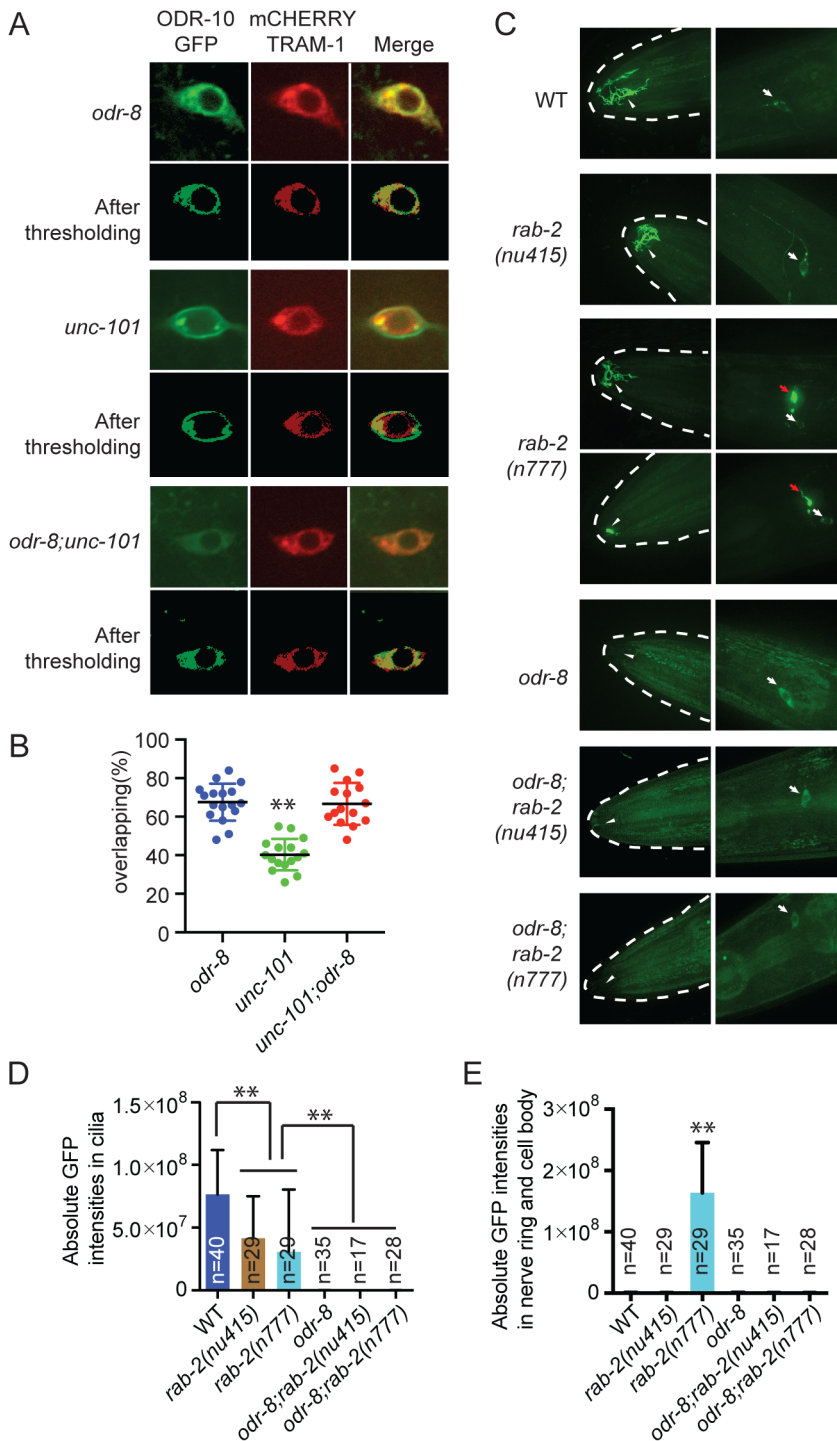 A
ODR-10 mCHERRY
GFP TRAM-1 Merge
odr-8
After
thresholding
unc-101
After
thresholding
odr-8;unc-101
After
thresholding
B
overlapping(%)
100
80
60
40
20
0
**
odr-8
unc-101
unc-101;odr-8
C
WT
rab-2
(nu415)
rab-2
(n777)
odr-8
odr-8;
rab-2
(nu415)
odr-8;
rab-2
(n777)
D
Absolute GFP
intensities in cilia
1.5×10⁸
1.0×10⁸
5.0×10⁷
0
**
**
n=40
n=29
n=29
n=35
n=17
n=28
WT
rab-2(nu415)
rab-2(n777)
odr-8
odr-8;rab-2(nu415)
odr-8;rab-2(n777)
E
Absolute GFP intensities
in nerve ring and cell body
3×10⁸
2×10⁸
1×10⁸
0
**
n=40
n=29
n=29
n=35
n=17
n=28
WT
rab-2(nu415)
rab-2(n777)
odr-8
odr-8;rab-2(nu415)
odr-8;rab-2(n777)